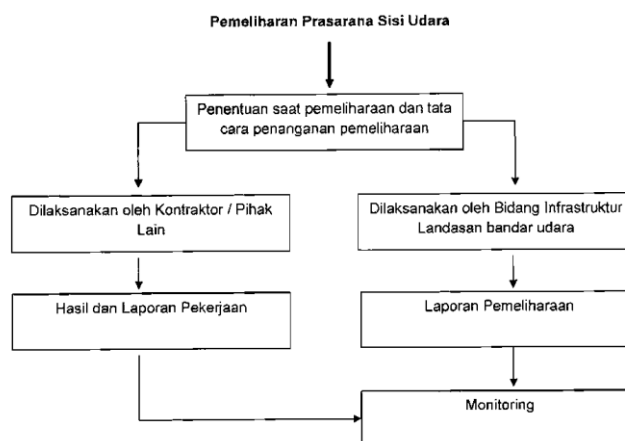 Pemeliharan Prasarana Sisi Udara
Penentuan saat pemeliharaan dan tata
cara penanganan pemeliharaan
Dilaksanakan oleh Kontraktor / Pihak
Lain
Dilaksanakan oleh Bidang Infrastruktur
Landasan bandar udara
Hasil dan Laporan Pekerjaan
Laporan Pemeliharaan
Monitoring